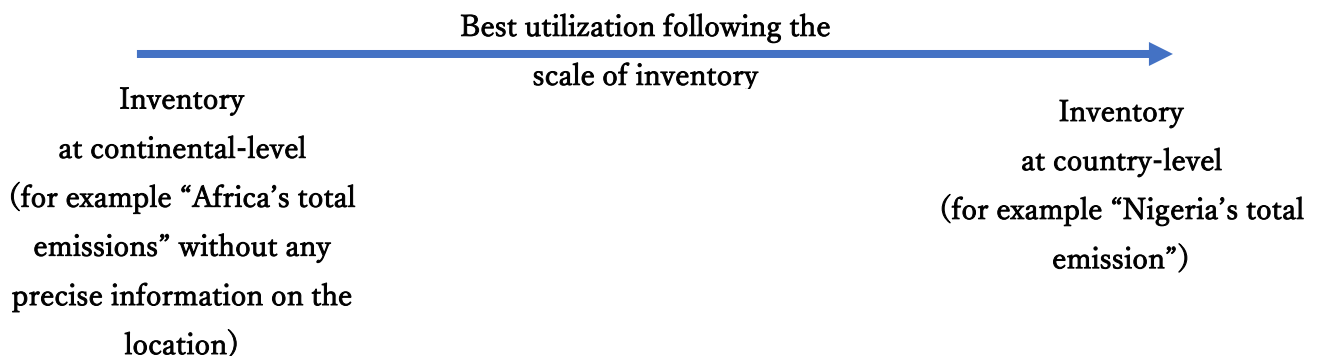 Best utilization following the
scale of inventory
Inventory
at continental-level
(for example “Africa’s total
emissions” without any
precise information on the
location)
Inventory
at country-level
(for example “Nigeria’s total
emission”)